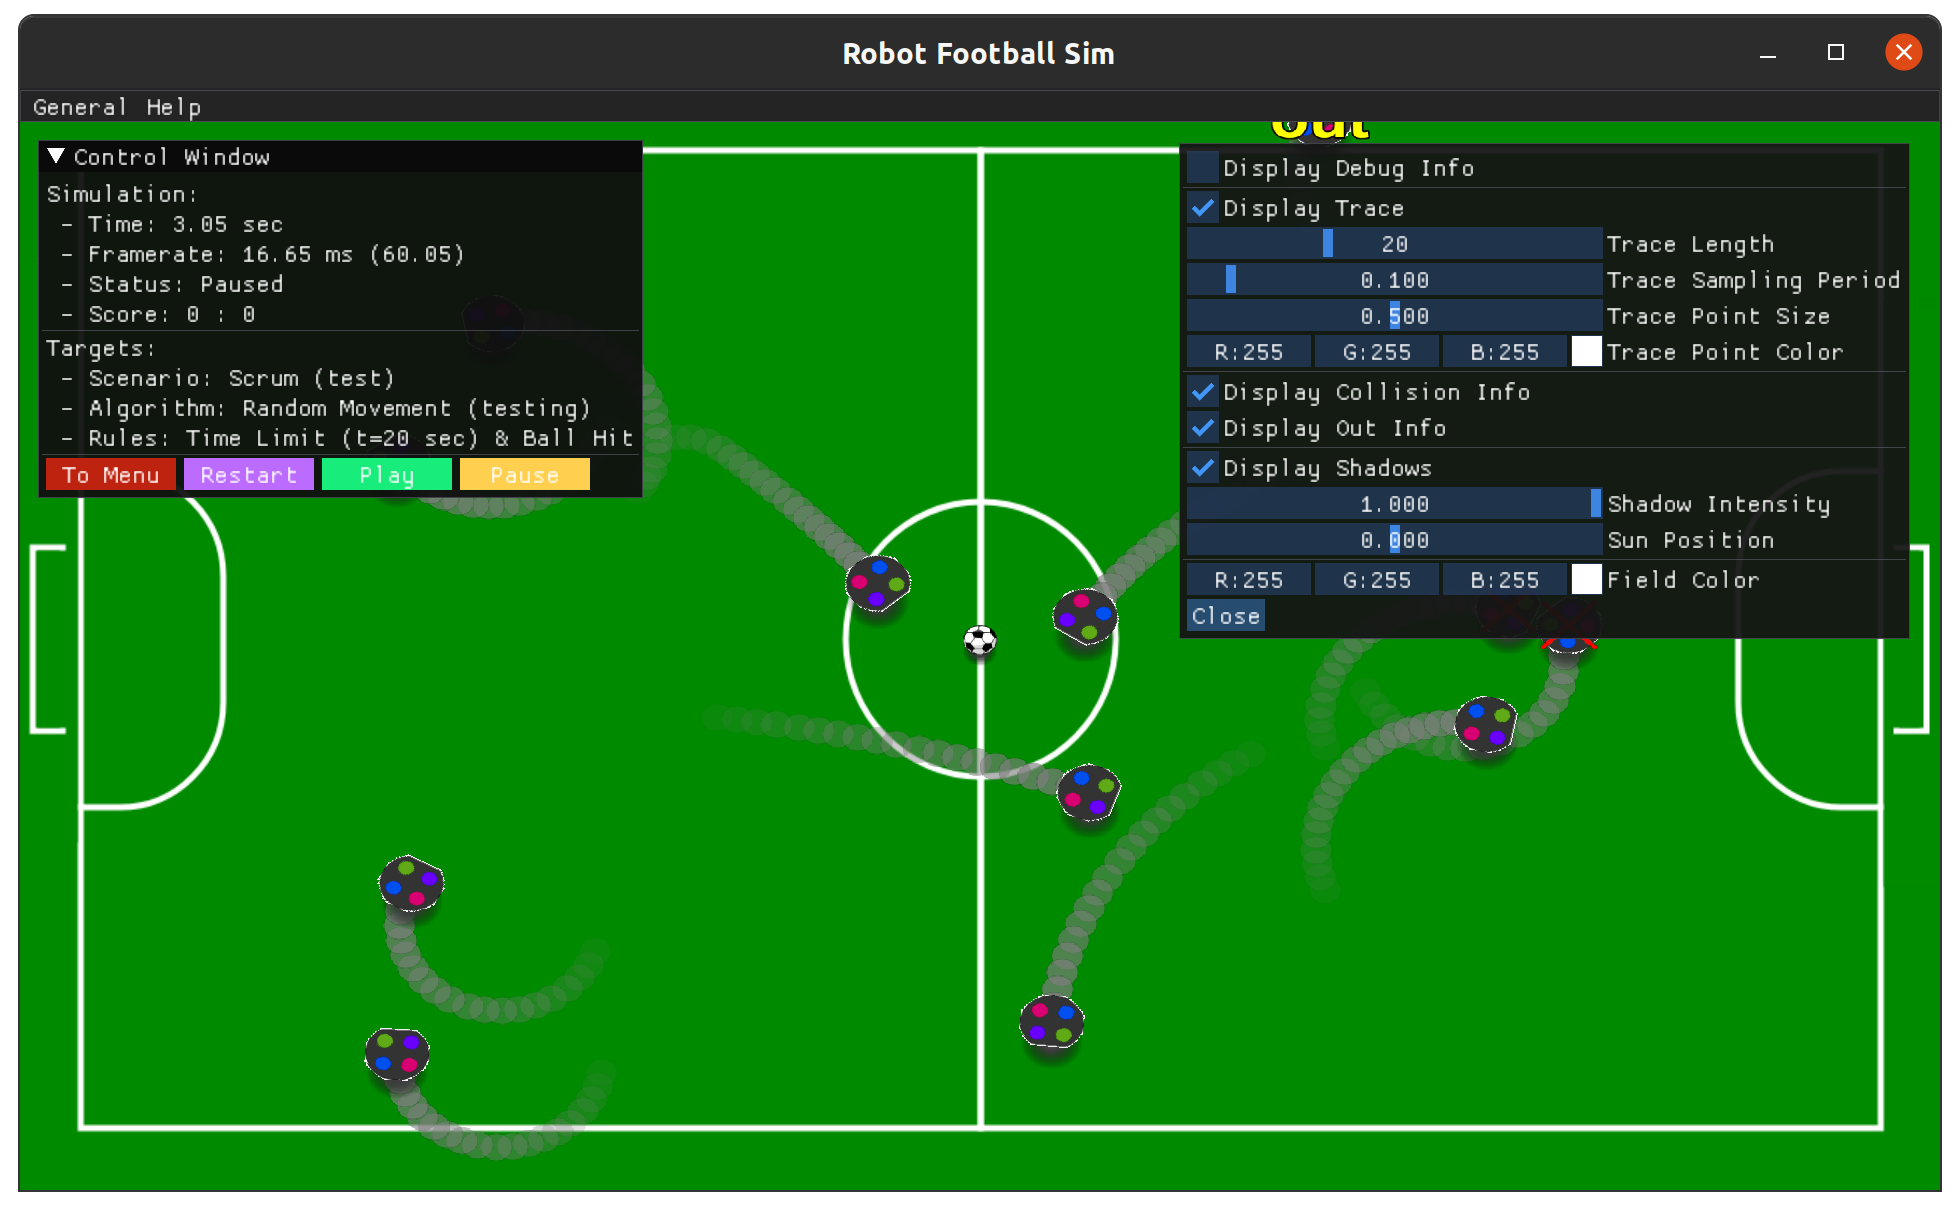 Robot Football Sim
General Help
out
Control Window
Simulation:
- Time: 3.05 sec
- Framerate: 16.65 ms (60.05)
- Status: Paused
- Score: 0 : 0
Targets:
- Scenario: Scrum (test)
- Algorithm: Random Movement (testing)
- Rules: Time Limit (t=20 sec) & Ball Hit
To Menu Restart Play Pause
Display Debug Info
Display Trace
20 Trace Length
0.100 Trace Sampling Period
0.500 Trace Point Size
R:255 G:255 B:255 Trace Point Color
Display Collision Info
Display Out Info
Display Shadows
1.000 Shadow Intensity
0.000 Sun Position
R:255 G:255 B:255 Field Color
Close